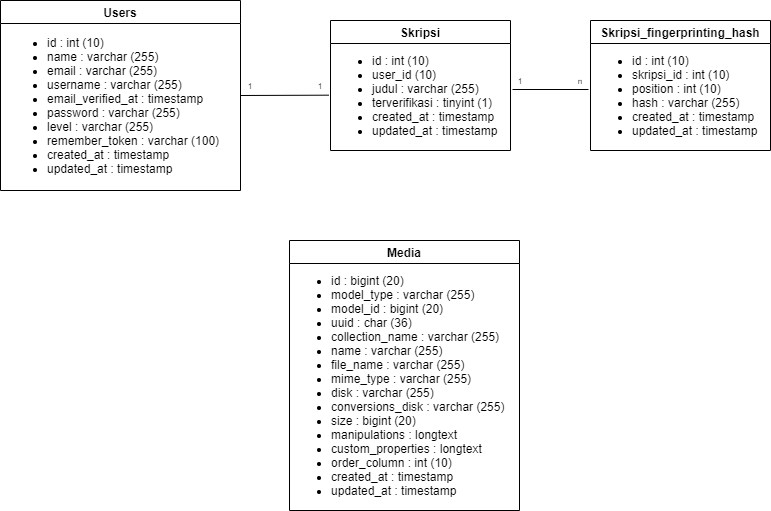 Users
id : int (10)
name : varchar (255)
email : varchar (255)
username : varchar (255)
email_verified_at : timestamp
password : varchar (255)
level : varchar (255)
remember_token : varchar (100)
created_at : timestamp
updated_at : timestamp
1
1
Skripsi
id : int (10)
user_id (10)
judul : varchar (255)
terverifikasi : tinyint (1)
created_at : timestamp
updated_at : timestamp
1
n
Skripsi_fingerprinting_hash
id : int (10)
skripsi_id : int (10)
position : int (10)
hash : varchar (255)
created_at : timestamp
updated_at : timestamp
Media
id : bigint (20)
model_type : varchar (255)
model_id : bigint (20)
uuid : char (36)
collection_name : varchar (255)
name : varchar (255)
file_name : varchar (255)
mime_type : varchar (255)
disk : varchar (255)
conversions_disk : varchar (255)
size : bigint (20)
manipulations : longtext
custom_properties : longtext
order_column : int (10)
created_at : timestamp
updated_at : timestamp